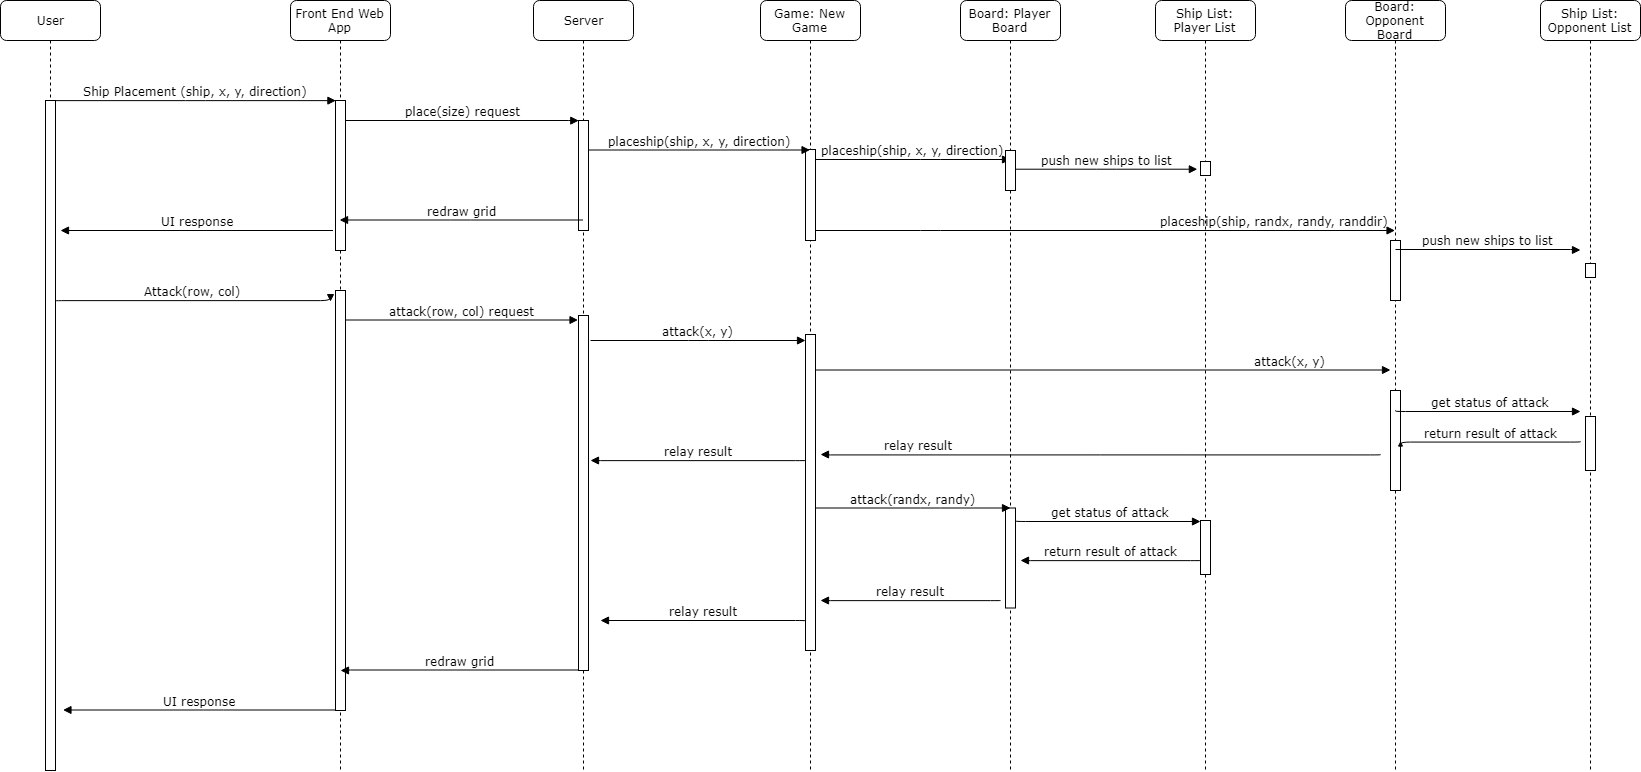 User
Front End Web
App
Server
Game: New
Game
Board: Player
Board
Ship List:
Player List
Board:
Opponent
Board
Ship List:
Opponent List
Ship Placement (ship, x, y, direction)
place(size) request
placeship(ship, x, y, direction)
placeship(ship, x, y, direction)
push new ships to list
redraw grid
UI response
placeship(ship, randx, randy, randdir)
push new ships to list
Attack(row, col)
attack(row, col) request
attack(x, y)
attack(x, y)
get status of attack
return result of attack
relay result
relay result
attack(randx, randy)
get status of attack
return result of attack
relay result
relay result
redraw grid
UI response